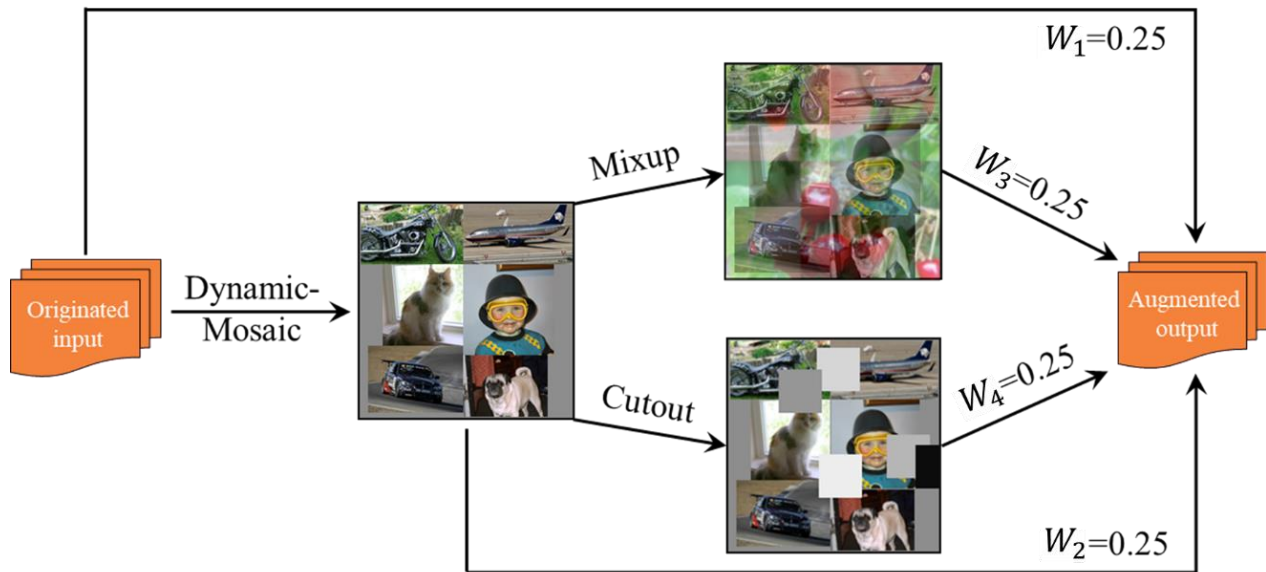 W₁=0.25
Mixup
W₃=0.25
Originated
input
Dynamic-
Mosaic
Augmented
output
Cutout
W₄=0.25
W₂=0.25